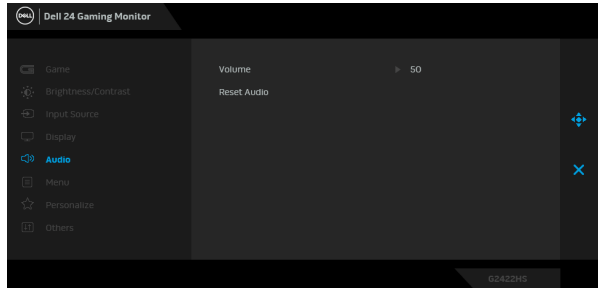 DELL
Dell 24 Gaming Monitor
Game
Brightness/Contrast
Input Source
Display
Audio
Menu
Personalize
Others
Volume 50
Reset Audio
G2422HS